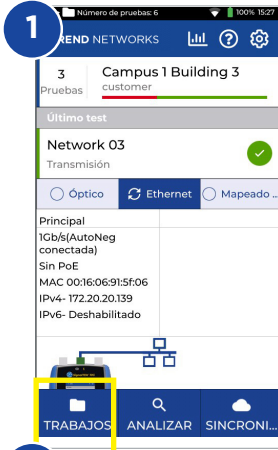 1
Número de pruebas: 6
100% 15:27
REND NETWORKS
3
Pruebas
Campus 1 Building 3
customer
Último test
Network 03
Transmisión
Óptico
Ethernet
Mapeado ..
Principal
1Gb/s(AutoNeg
conectada)
Sin PoE
MAC 00:16:06:91:5f:06
IPv4- 172.20.20.139
IPv6- Deshabilitado
TRABAJOS
ANALIZAR
SINCRONI...